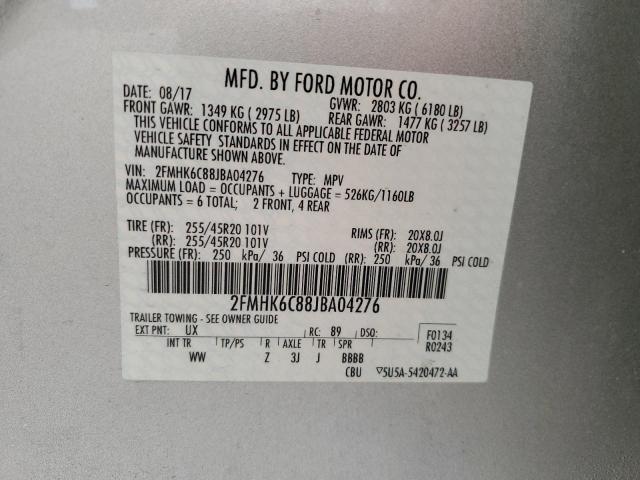 MFD. BY FORD MOTOR CO.
DATE: 08/17 GVWR: 2803 KG ( 6180 LB)
FRONT GAWR: 1349 KG ( 2975 LB) REAR GAWR: 1477 KG ( 3257 LB)
THIS VEHICLE CONFORMS TO ALL APPLICABLE FEDERAL MOTOR
VEHICLE SAFETY STANDARDS IN EFFECT ON THE DATE OF
MANUFACTURE SHOWN ABOVE.
VIN: 2FMHK6C88JBA04276 TYPE: MPV
MAXIMUM LOAD = OCCUPANTS + LUGGAGE = 526KG/1160LB
OCCUPANTS = 6 TOTAL; 2 FRONT, 4 REAR
TIRE (FR): 255/45R20 101V RIMS (FR): 20X8.0J
(RR): 255/45R20 101V (RR): 20X8.0J
PRESSURE (FR): 250 kPa/ 36 PSI COLD (RR): 250 kPa/ 36 PSI COLD
2FMHK6C88JBA04276
TRAILER TOWING - SEE OWNER GUIDE
EXT PNT: UX RC: 89 DSO: F0134
INT TR TP/PS R AXLE TR SPR R0243
WW Z 3J J BBBB
CBU ▽5U5A-5420472-AA